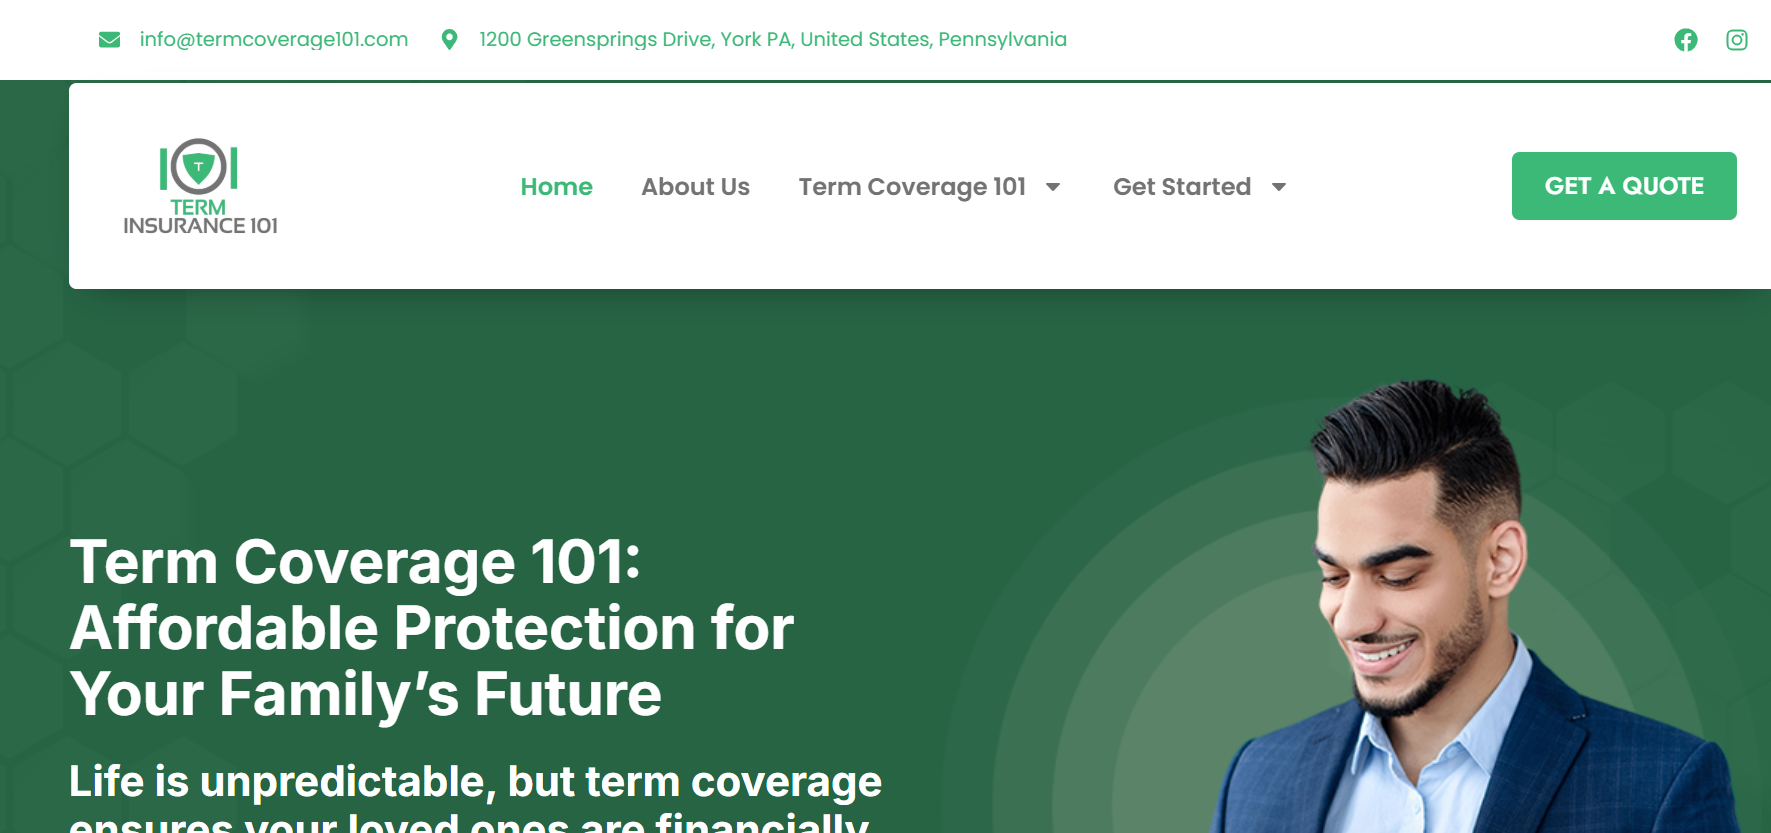 info@termcoverage101.com
1200 Greensprings Drive, York PA, United States, Pennsylvania
T
TERM
INSURANCE 101
Home
About Us
Term Coverage 101
Get Started
GET A QUOTE
Term Coverage 101:
Affordable Protection for
Your Family’s Future
Life is unpredictable, but term coverage
ensures your loved ones are financially